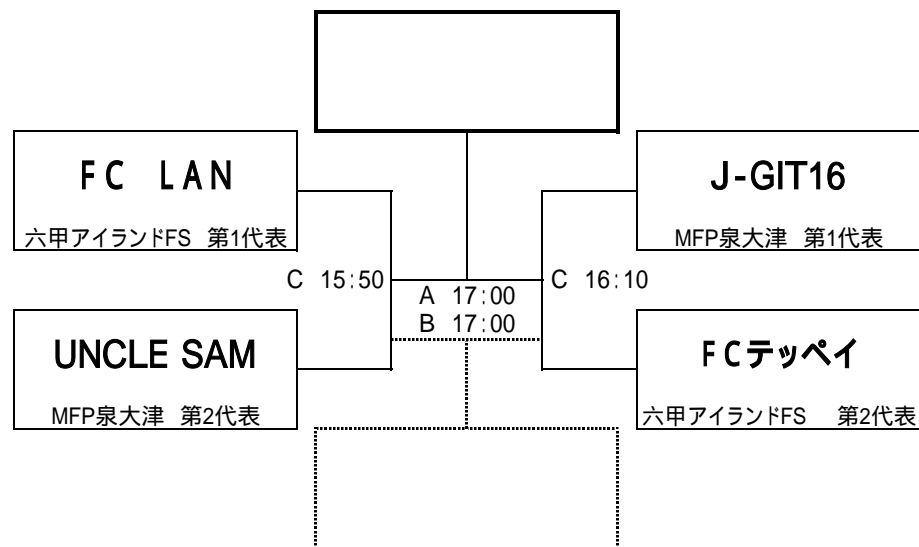 FC LAN
六甲アイランドFS 第1代表
J-GIT16
MFP泉大津 第1代表
C 15:50
A 17:00
B 17:00
C 16:10
UNCLE SAM
MFP泉大津 第2代表
FCテッペイ
六甲アイランドFS 第2代表